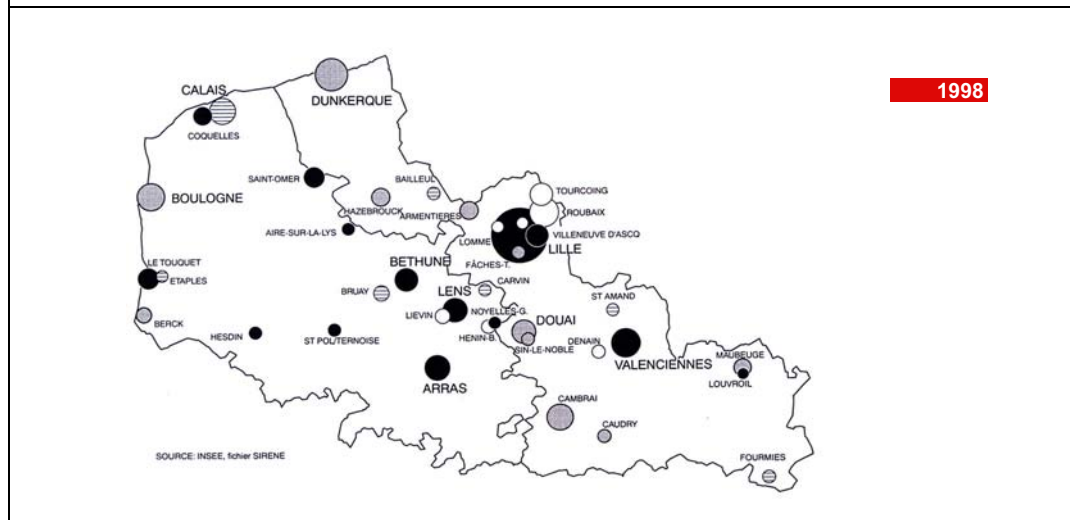 1998
CALAIS
DUNKERQUE
COQUELLES
SAINT-OMER
BAILLEUL
TOURCOING
BOULOGNE
HAZEBROUCK
ARMENTIERES
ROUBAIX
AIRE-SUR-LA-LYS
LOMME
VILLENEUVE D'ASCQ
LILLE
FÂCHES-T.
LE TOUQUET
ETAPLES
BETHUNE
CARVIN
BRUAY
LENS
ST AMAND
BERCK
LIEVIN
NOYELLES-G.
DOUAI
HESDIN
ST POL/TERNOISE
HENIN-B.
SIN-LE-NOBLE
DENAIN
VALENCIENNES
MAUBEUGE
LOUVROIL
ARRAS
CAMBRAI
CAUDRY
SOURCE: INSEE, fichier SIRENE
FOURMIES